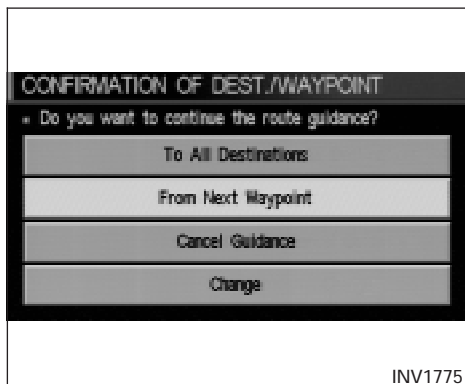 CONFIRMATION OF DEST./WAYPOINT
• Do you want to continue the route guidance?
To All Destinations
From Next Waypoint
Cancel Guidance
Change
INV1775